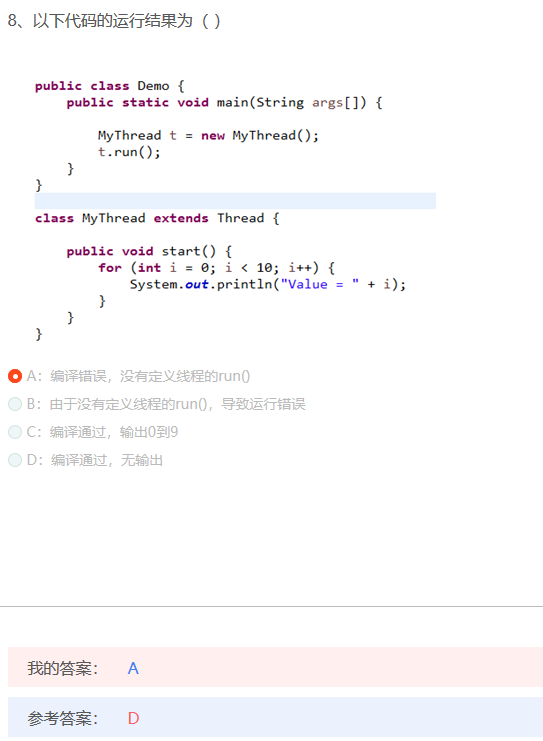 8、以下代码的运行结果为（ ）
public class Demo {
public static void main(String args[]) {
MyThread t = new MyThread();
t.run();
}
}
class MyThread extends Thread {
public void start() {
for (int i = 0; i < 10; i++) {
System.out.println("Value = " + i);
}
}
}
A：编译错误，没有定义线程的run()
B：由于没有定义线程的run()，导致运行错误
C：编译通过，输出0到9
D：编译通过，无输出
我的答案： A
参考答案： D